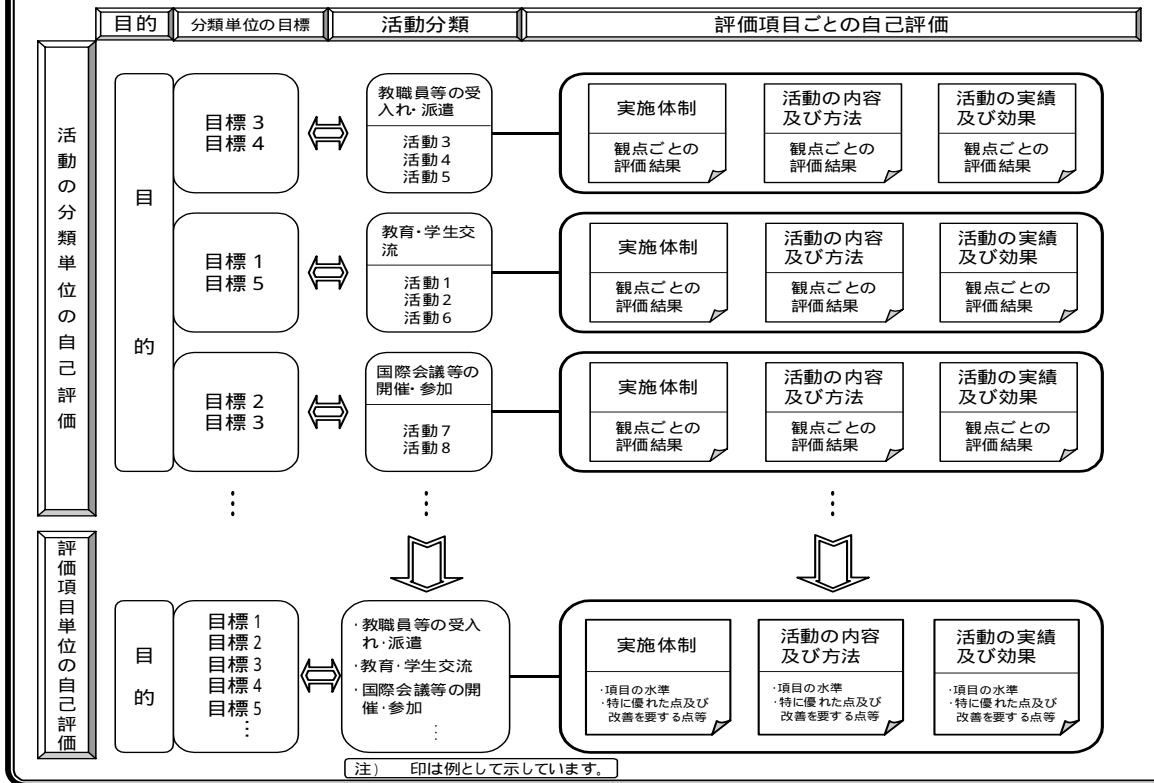 目的
分類単位の目標
活動分類
評価項目ごとの自己評価
活動の分類単位の自己評価
目的
目標3
目標4
教職員等の受
入れ・派遣
活動3
活動4
活動5
実施体制
観点ごとの
評価結果
活動の内容
及び方法
観点ごとの
評価結果
活動の実績
及び効果
観点ごとの
評価結果
目標1
目標5
教育・学生交
流
活動1
活動2
活動6
実施体制
観点ごとの
評価結果
活動の内容
及び方法
観点ごとの
評価結果
活動の実績
及び効果
観点ごとの
評価結果
目標2
目標3
国際会議等の
開催・参加
活動7
活動8
実施体制
観点ごとの
評価結果
活動の内容
及び方法
観点ごとの
評価結果
活動の実績
及び効果
観点ごとの
評価結果
⋮
⋮
⋮
評価項目単位の自己評価
目的
目標1
目標2
目標3
目標4
目標5
⋮
・教職員等の受入
れ・派遣
・教育・学生交流
・国際会議等の開
催・参加
⋮
実施体制
・項目の水準
・特に優れた点及び
改善を要する点等
活動の内容
及び方法
・項目の水準
・特に優れた点及び
改善を要する点等
活動の実績
及び効果
・項目の水準
・特に優れた点及び
改善を要する点等
注） 印は例として示しています。